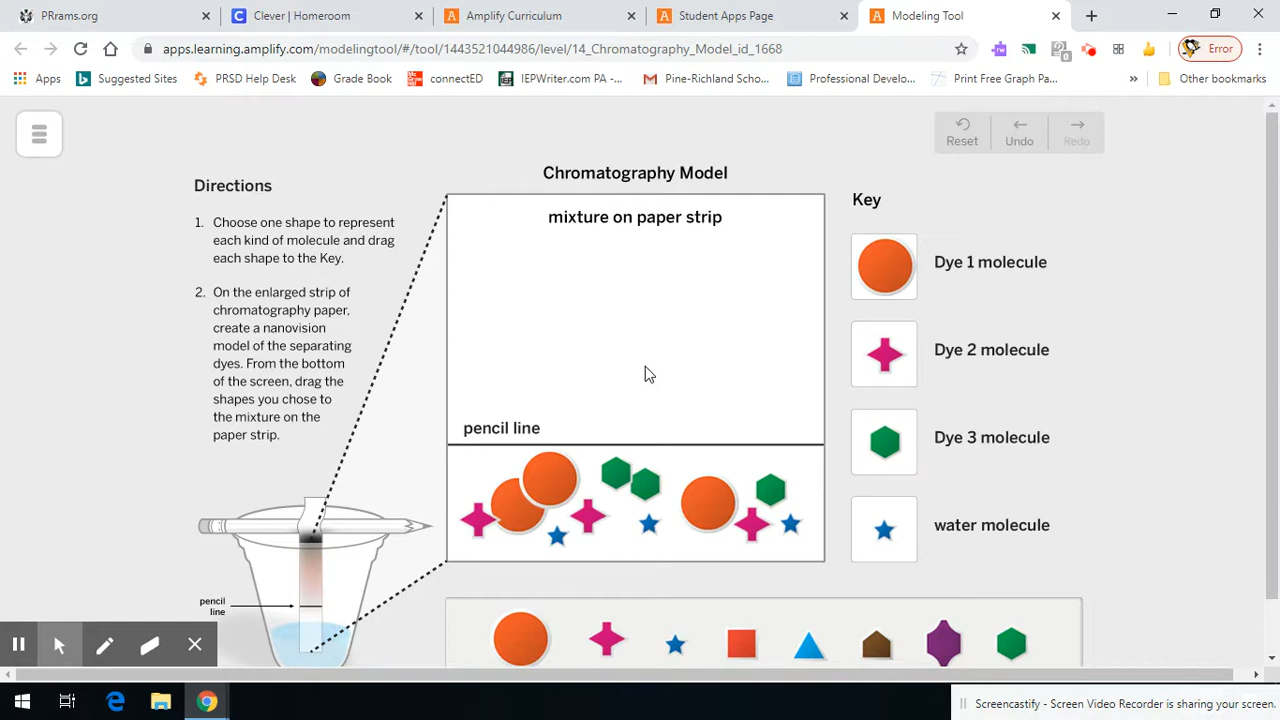 PRrams.org
Clever | Homeroom
Amplify Curriculum
Student Apps Page
Modeling Tool
apps.learning.amplify.com/modelingtool/#/tool/1443521044986/level/14_Chromatography_Model_id_1668
0
Error
Apps
Suggested Sites
PRSD Help Desk
Grade Book
connectED
IEPWriter.com PA -...
Pine-Richland Scho...
Professional Develo...
Print Free Graph Pa...
»
Other bookmarks
Reset
Undo
Redo
Chromatography Model
Directions
1. Choose one shape to represent
each kind of molecule and drag
each shape to the Key.
2. On the enlarged strip of
chromatography paper,
create a nanovision
model of the separating
dyes. From the bottom
of the screen, drag the
shapes you chose to
the mixture on the
paper strip.
mixture on paper strip
pencil line
Key
Dye 1 molecule
Dye 2 molecule
Dye 3 molecule
water molecule
pencil
line
Screencastify - Screen Video Recorder is sharing your screen.